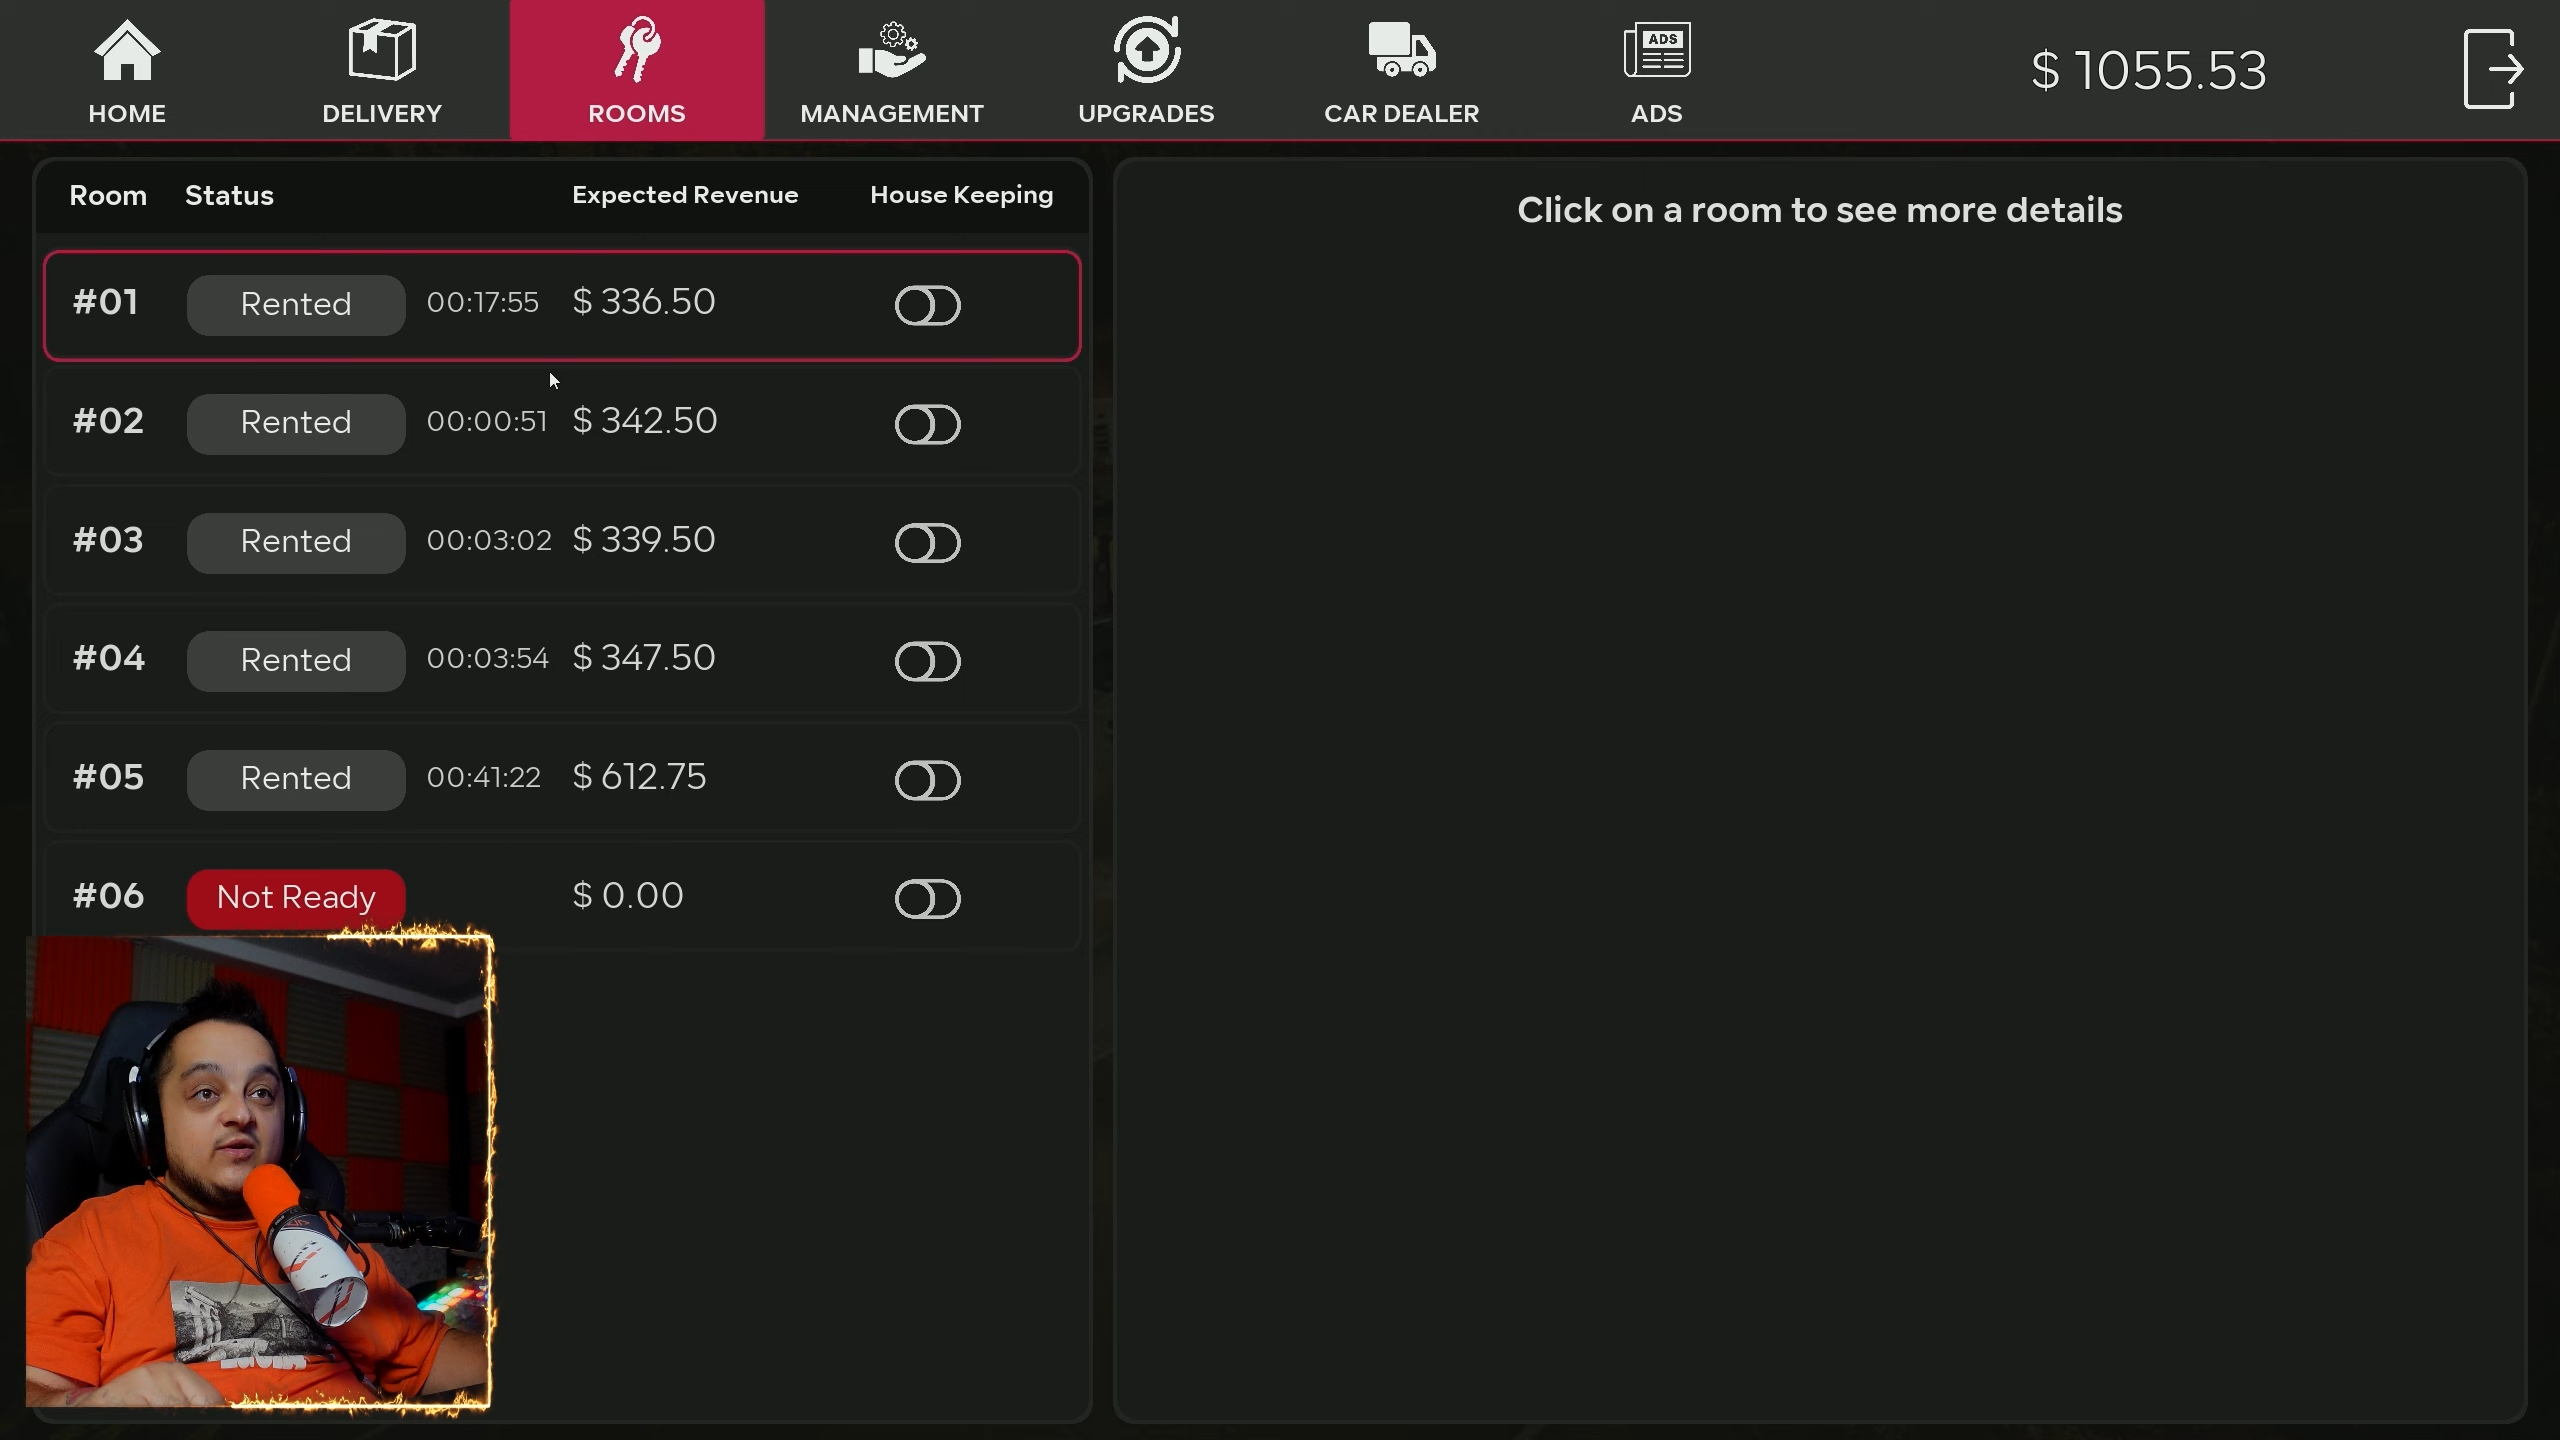 HOME
DELIVERY
ROOMS
MANAGEMENT
UPGRADES
CAR DEALER
ADS
ADS
$ 1055.53
Room Status Expected Revenue House Keeping
#01 Rented 00:17:55 $ 336.50
#02 Rented 00:00:51 $ 342.50
#03 Rented 00:03:02 $ 339.50
#04 Rented 00:03:54 $ 347.50
#05 Rented 00:41:22 $ 612.75
#06 Not Ready $ 0.00
Click on a room to see more details